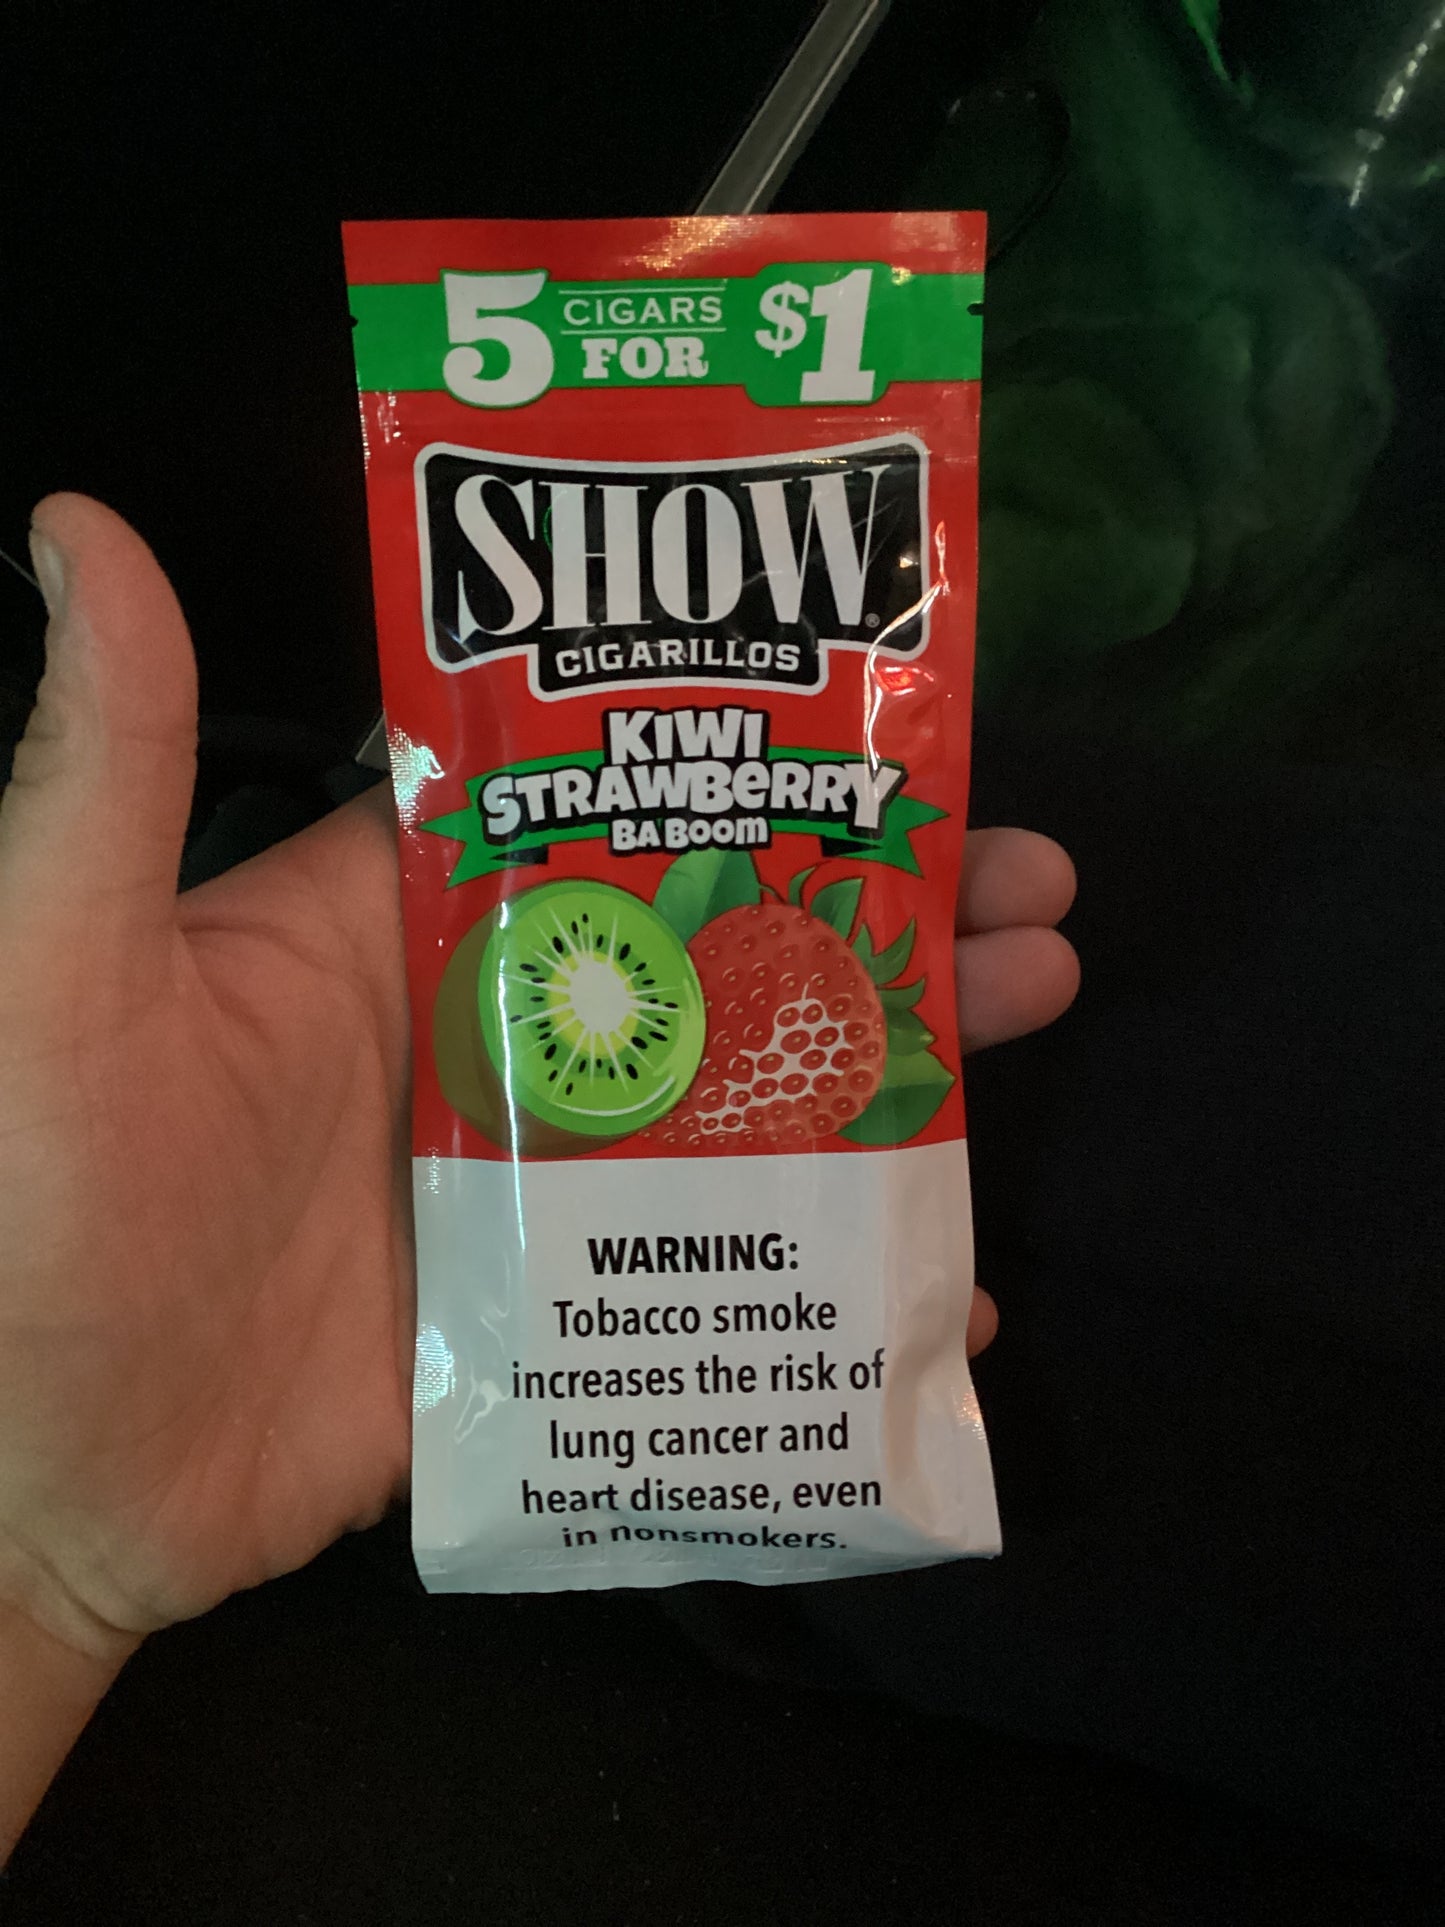 5 CIGARS FOR $1
SHOW®
CIGARILLOS
KIWI
STRAWBeRRY
BA BOOm
WARNING:
Tobacco smoke
increases the risk of
lung cancer and
heart disease, even
in nonsmokers.